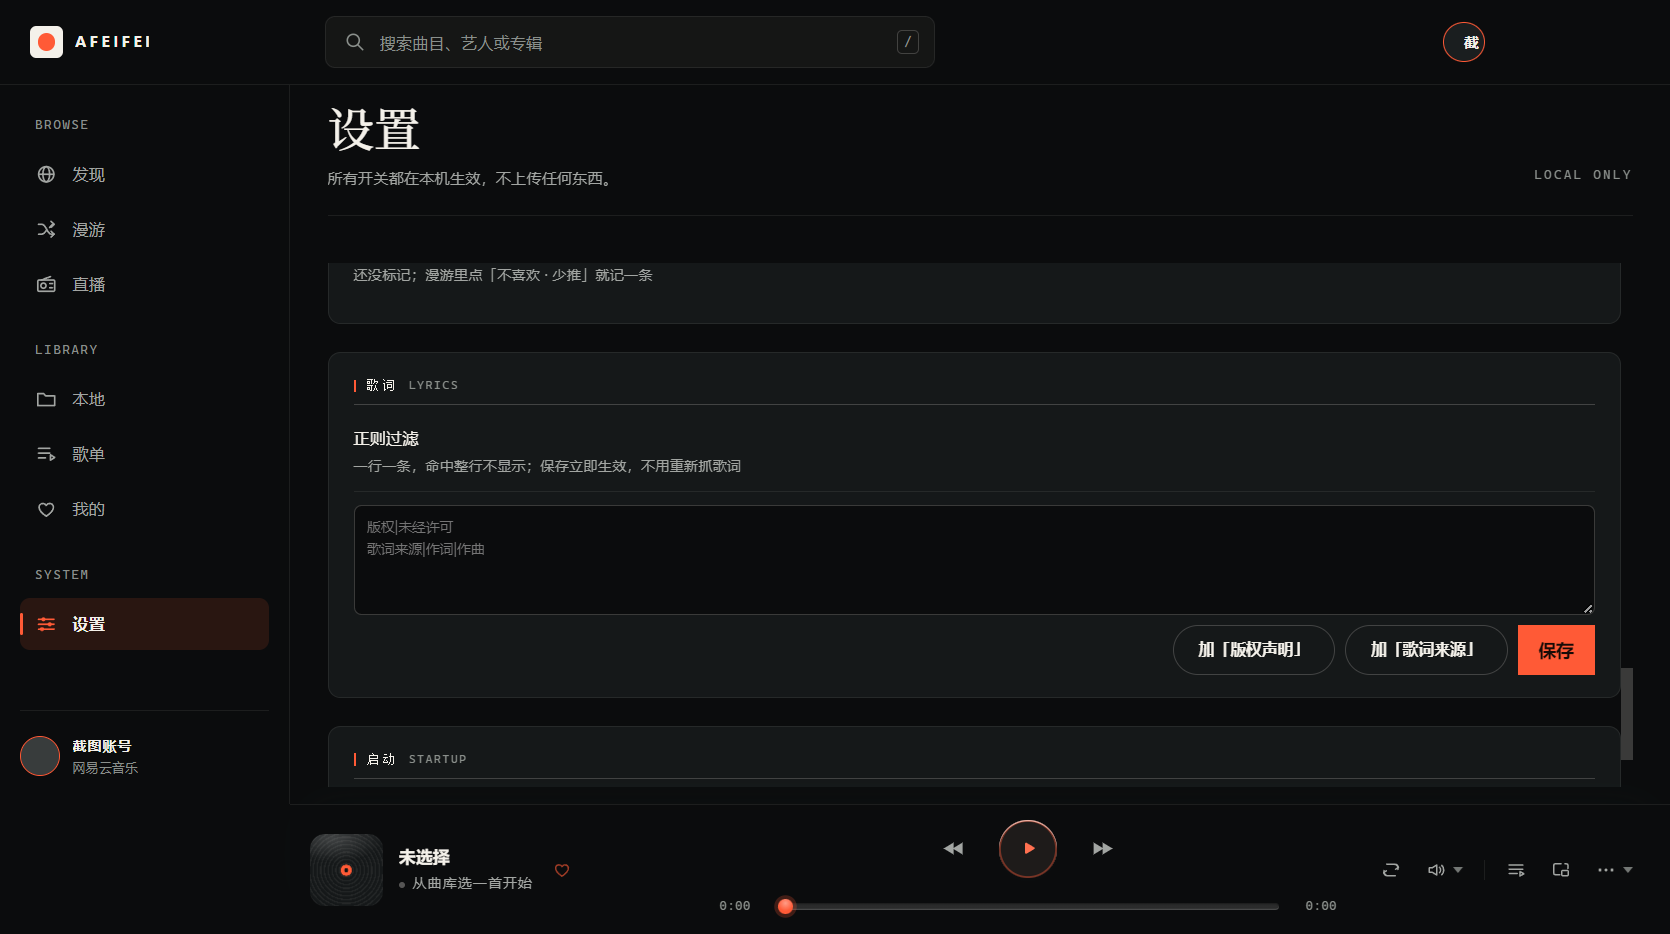 AFEIFEI
搜索曲目、艺人或专辑
/
截
BROWSE
发现
漫游
直播
LIBRARY
本地
歌单
我的
SYSTEM
设置
截图账号
网易云音乐
设置
所有开关都在本机生效，不上传任何东西。
LOCAL ONLY
还没标记；漫游里点「不喜欢 · 少推」就记一条
歌词 LYRICS
正则过滤
一行一条，命中整行不显示；保存立即生效，不用重新抓歌词
版权|未经许可
歌词来源|作词|作曲
加「版权声明」
加「歌词来源」
保存
启动 STARTUP
未选择
从曲库选一首开始
0:00
0:00